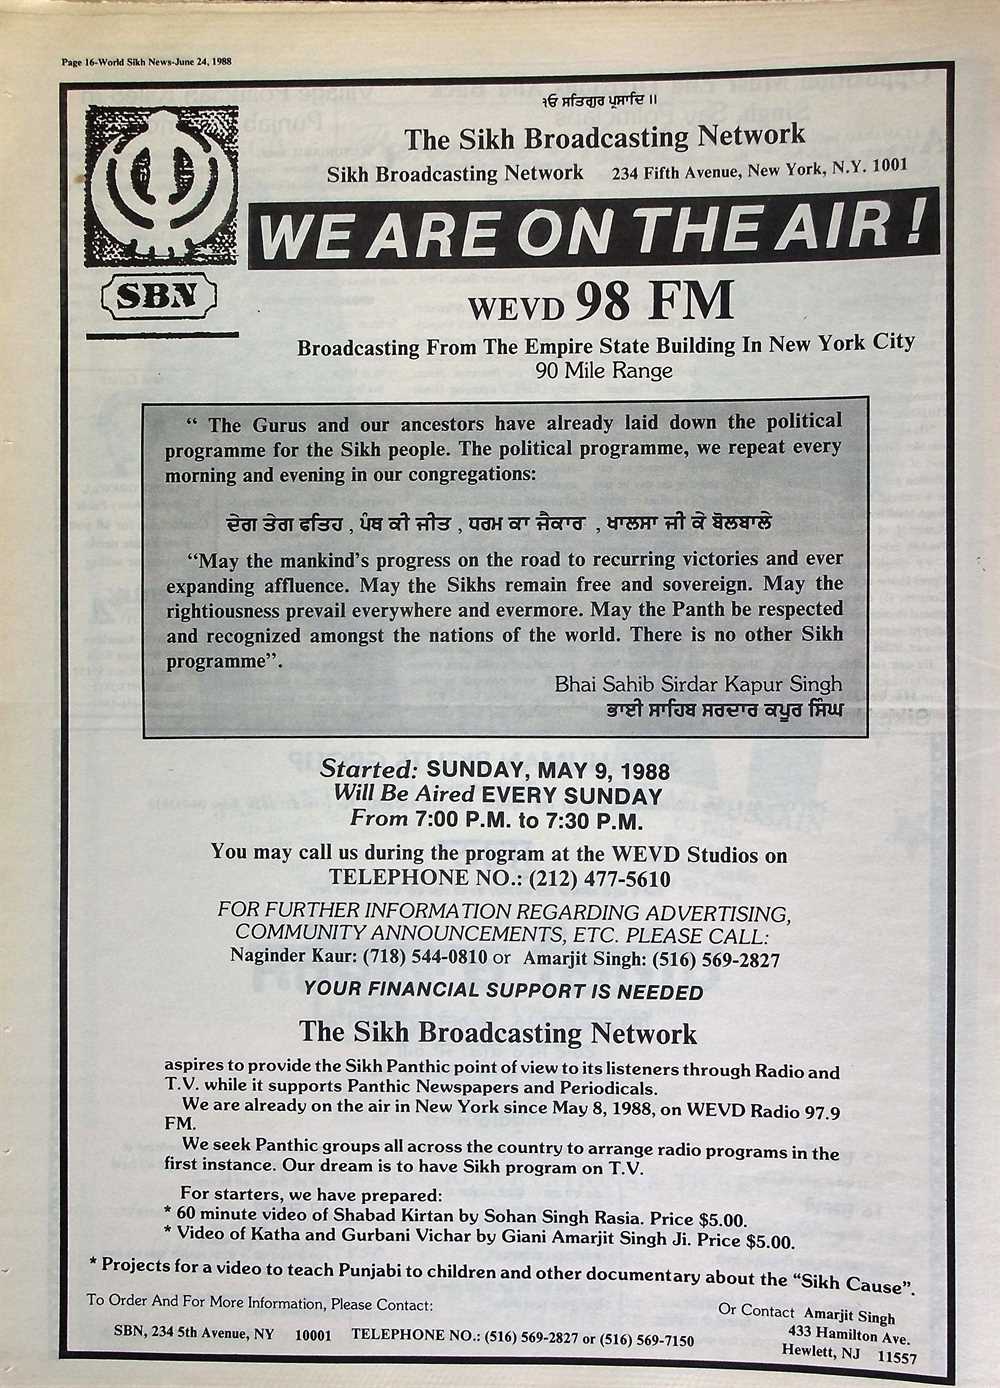 Page 16-World Sikh News-June 24, 1988
੧ਓ ਸਤਿਗੁਰ ਪ੍ਰਸਾਦਿ ॥
The Sikh Broadcasting Network
Sikh Broadcasting Network 234 Fifth Avenue, New York, N.Y. 1001
WE ARE ON THE AIR !
SBN
WEVD 98 FM
Broadcasting From The Empire State Building In New York City
90 Mile Range
“ The Gurus and our ancestors have already laid down the political
programme for the Sikh people. The political programme, we repeat every
morning and evening in our congregations:
ਦੇਗ ਤੇਗ ਫਤਿਹ , ਪੰਥ ਕੀ ਜੀਤ , ਧਰਮ ਕਾ ਜੈਕਾਰ , ਖਾਲਸਾ ਜੀ ਕੇ ਬੋਲਬਾਲੇ
“May the mankind’s progress on the road to recurring victories and ever
expanding affluence. May the Sikhs remain free and sovereign. May the
rightiousness prevail everywhere and evermore. May the Panth be respected
and recognized amongst the nations of the world. There is no other Sikh
programme”.
Bhai Sahib Sirdar Kapur Singh
ਭਾਈ ਸਾਹਿਬ ਸਰਦਾਰ ਕਪੂਰ ਸਿੰਘ
Started: SUNDAY, MAY 9, 1988
Will Be Aired EVERY SUNDAY
From 7:00 P.M. to 7:30 P.M.
You may call us during the program at the WEVD Studios on
TELEPHONE NO.: (212) 477-5610
FOR FURTHER INFORMATION REGARDING ADVERTISING,
COMMUNITY ANNOUNCEMENTS, ETC. PLEASE CALL:
Naginder Kaur: (718) 544-0810 or Amarjit Singh: (516) 569-2827
YOUR FINANCIAL SUPPORT IS NEEDED
The Sikh Broadcasting Network
aspires to provide the Sikh Panthic point of view to its listeners through Radio and
T.V. while it supports Panthic Newspapers and Periodicals.
We are already on the air in New York since May 8, 1988, on WEVD Radio 97.9
FM.
We seek Panthic groups all across the country to arrange radio programs in the
first instance. Our dream is to have Sikh program on T.V.
For starters, we have prepared:
* 60 minute video of Shabad Kirtan by Sohan Singh Rasia. Price $5.00.
* Video of Katha and Gurbani Vichar by Giani Amarjit Singh Ji. Price $5.00.
* Projects for a video to teach Punjabi to children and other documentary about the “Sikh Cause”.
To Order And For More Information, Please Contact:
SBN, 234 5th Avenue, NY 10001 TELEPHONE NO.: (516) 569-2827 or (516) 569-7150
Or Contact Amarjit Singh
433 Hamilton Ave.
Hewlett, NJ 11557